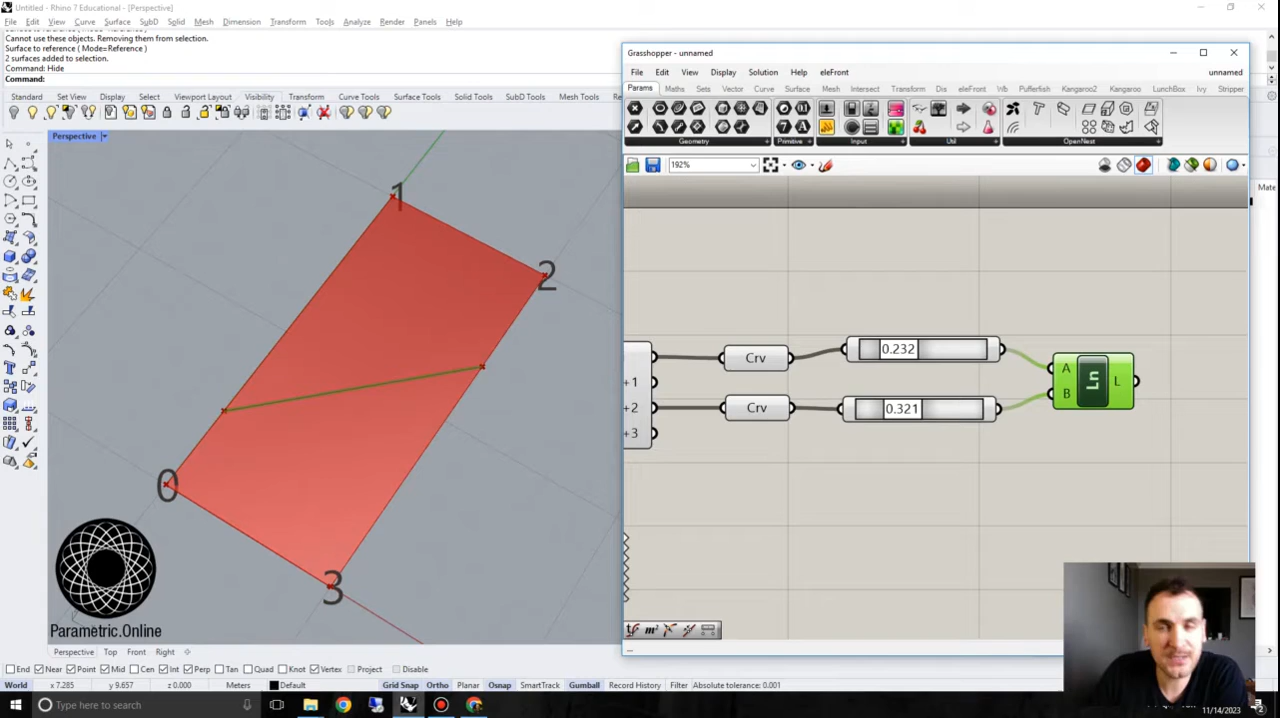 Untitled - Rhino 7 Educational - [Perspective]
File Edit View Curve Surface SubD Solid Mesh Dimension Transform Tools Analyze Render Panels Help
Cannot use these objects. Removing them from selection.
Surface to reference ( Mode=Reference )
2 surfaces added to selection.
Command: Hide
Command:
Standard Set View Display Select Viewport Layout Visibility Transform Curve Tools Surface Tools Solid Tools SubD Tools Mesh Tools
Perspective
1
2
0
3
Parametric.Online
Perspective Top Front Right
End Near Point Mid Cen Int Perp Tan Quad Knot Vertex Project Disable
World x 7.285 y 9.657 z 0.000 Meters Default Grid Snap Ortho Planar Osnap SmartTrack Gumball Record History Filter Absolute tolerance: 0.001
Type here to search
11/14/2023
Grasshopper - unnamed
File Edit View Display Solution Help eleFront unnamed
Params Maths Sets Vector Curve Surface Mesh Intersect Transform Dis eleFront Wb Pufferfish Kangaroo2 Kangaroo LunchBox Ivy Stripper
Geometry Primitive Input Util OpenNest
192%
Crv
0.232
A
Ln
L
+1
+2
Crv
0.321
B
+3
m²
Mate